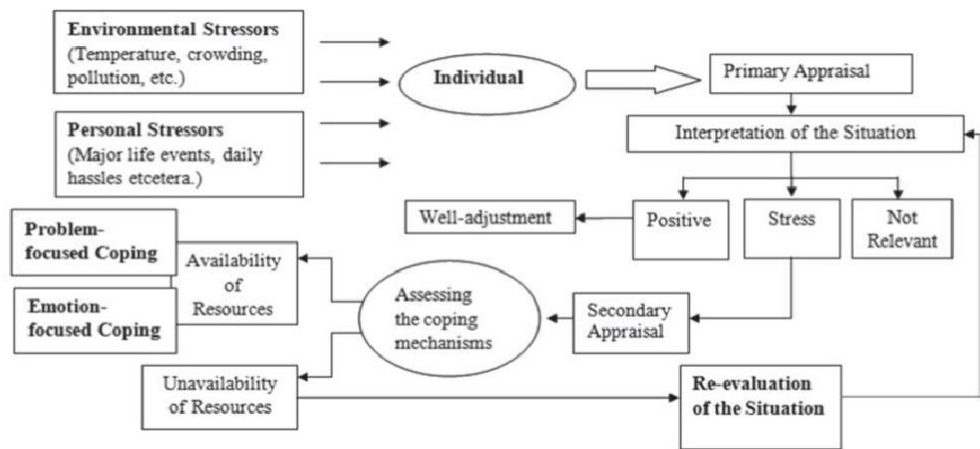 Environmental Stressors
(Temperature, crowding,
pollution, etc.)
Individual
Primary Appraisal
Personal Stressors
(Major life events, daily
hassles etcetera.)
Interpretation of the Situation
Well-adjustment
Positive
Stress
Not
Relevant
Problem-
focused Coping
Availability
of
Resources
Emotion-
focused Coping
Assessing
the coping
mechanisms
Secondary
Appraisal
Unavailability
of Resources
Re-evaluation
of the Situation